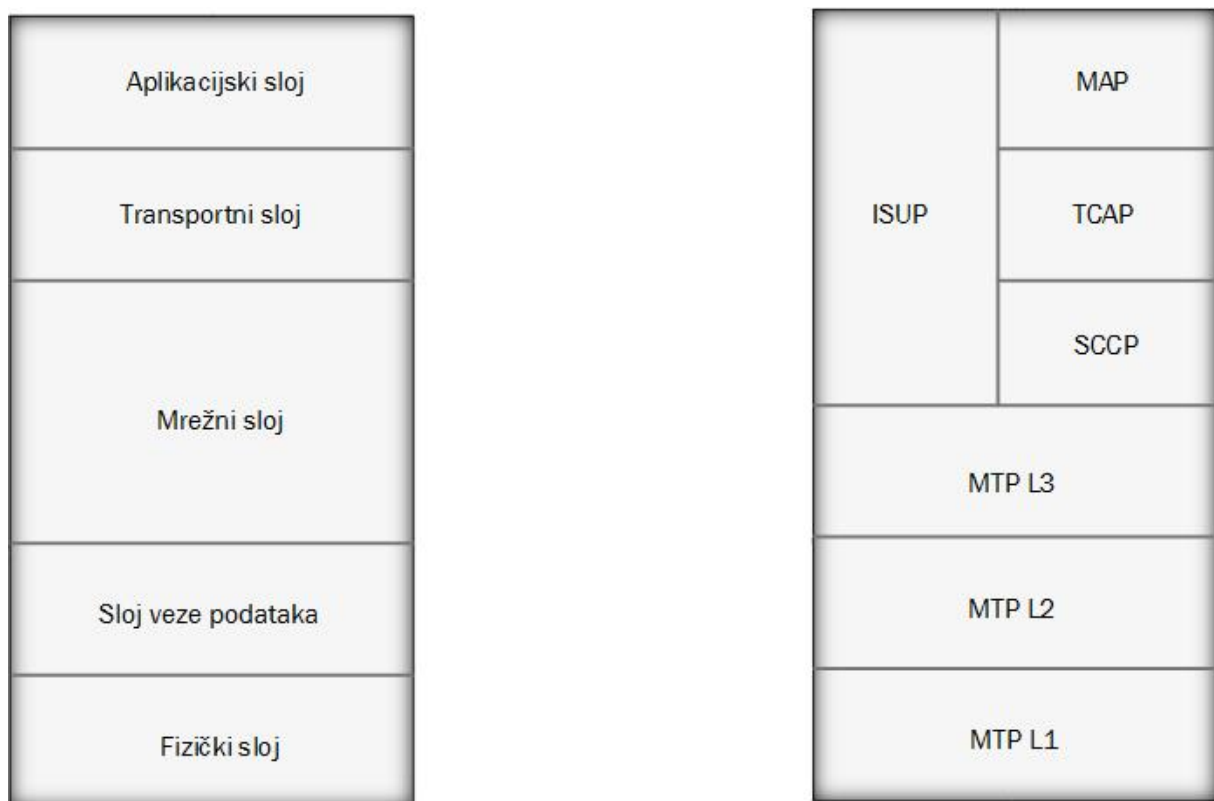 Aplikacijski sloj
Transportni sloj
Mrežni sloj
Sloj veze podataka
Fizički sloj
ISUP
MAP
TCAP
SCCP
MTP L3
MTP L2
MTP L1